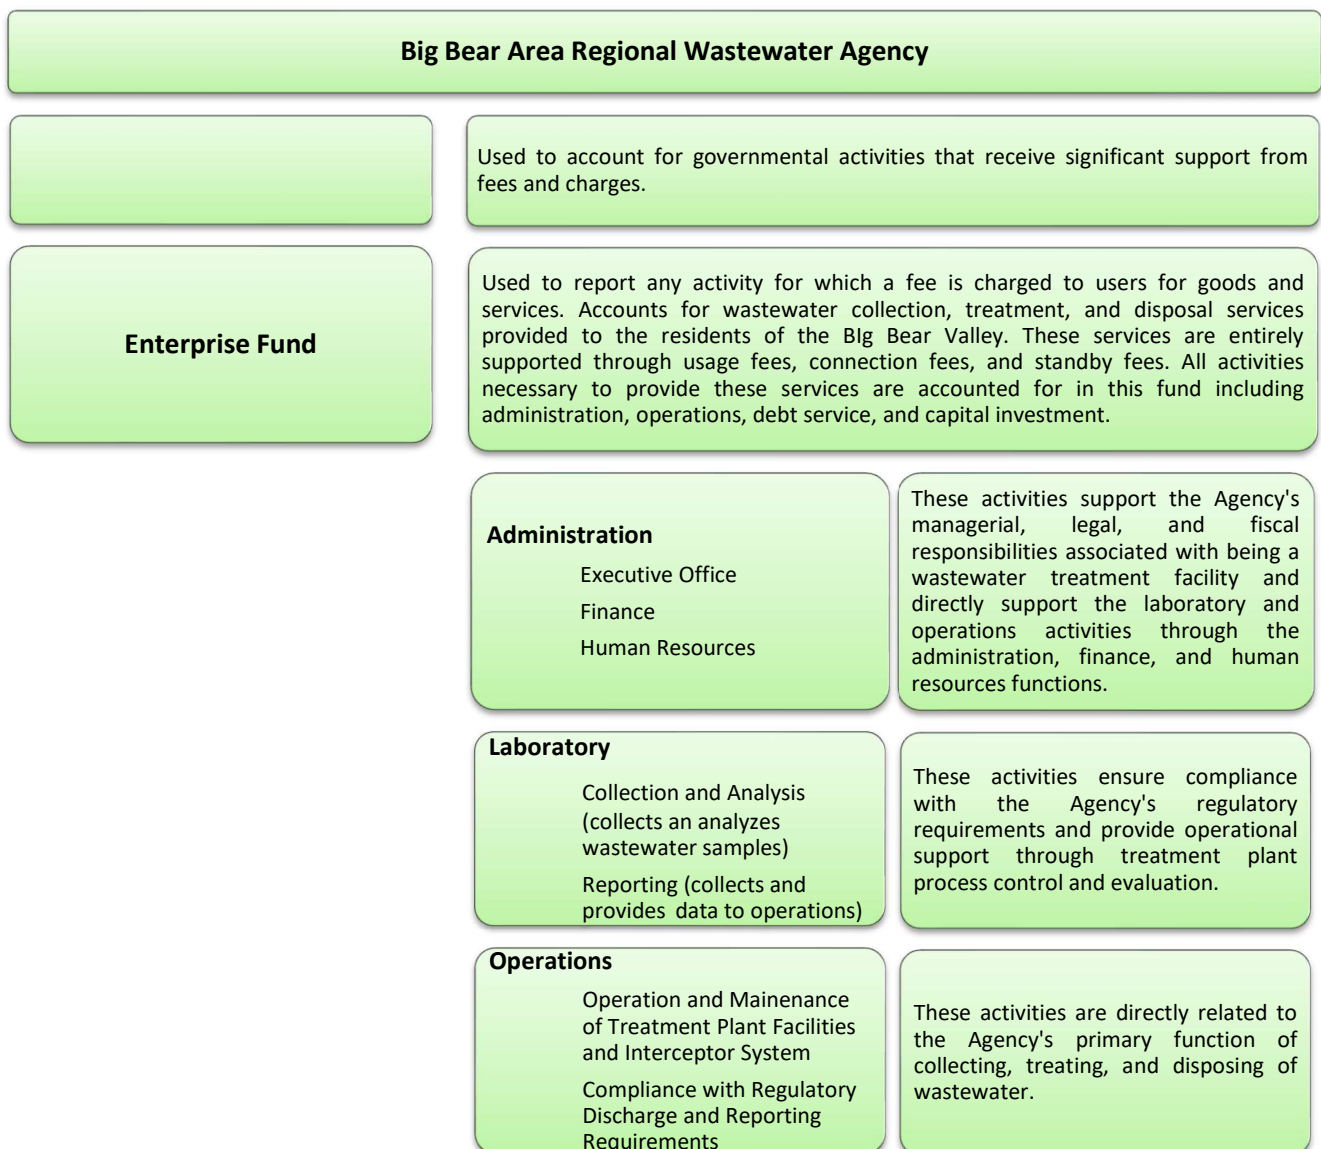 Big Bear Area Regional Wastewater Agency
Used to account for governmental activities that receive significant support from
fees and charges.
Enterprise Fund
Used to report any activity for which a fee is charged to users for goods and
services. Accounts for wastewater collection, treatment, and disposal services
provided to the residents of the BIg Bear Valley. These services are entirely
supported through usage fees, connection fees, and standby fees. All activities
necessary to provide these services are accounted for in this fund including
administration, operations, debt service, and capital investment.
Administration
Executive Office
Finance
Human Resources
These activities support the Agency's
managerial, legal, and fiscal
responsibilities associated with being a
wastewater treatment facility and
directly support the laboratory and
operations activities through the
administration, finance, and human
resources functions.
Laboratory
Collection and Analysis
(collects an analyzes
wastewater samples)
Reporting (collects and
provides data to operations)
These activities ensure compliance
with the Agency's regulatory
requirements and provide operational
support through treatment plant
process control and evaluation.
Operations
Operation and Mainenance
of Treatment Plant Facilities
and Interceptor System
Compliance with Regulatory
Discharge and Reporting
Requirements
These activities are directly related to
the Agency's primary function of
collecting, treating, and disposing of
wastewater.